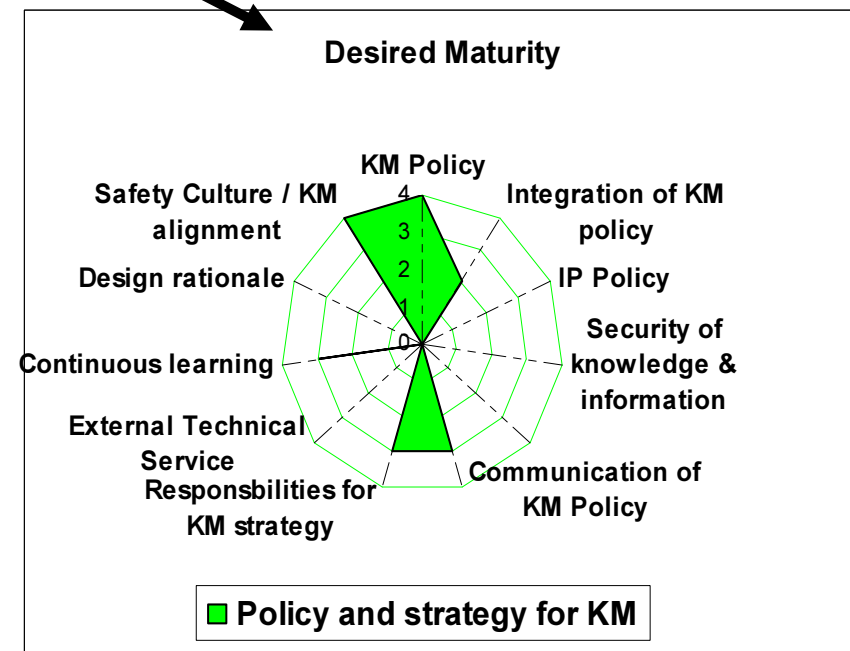 Desired Maturity
KM Policy
Safety Culture / KM
alignment
Integration of KM
policy
Design rationale
IP Policy
Continuous learning
Security of
knowledge &
information
External Technical
Service
Responsbilities for
KM strategy
Communication of
KM Policy
4
3
2
1
0
Policy and strategy for KM